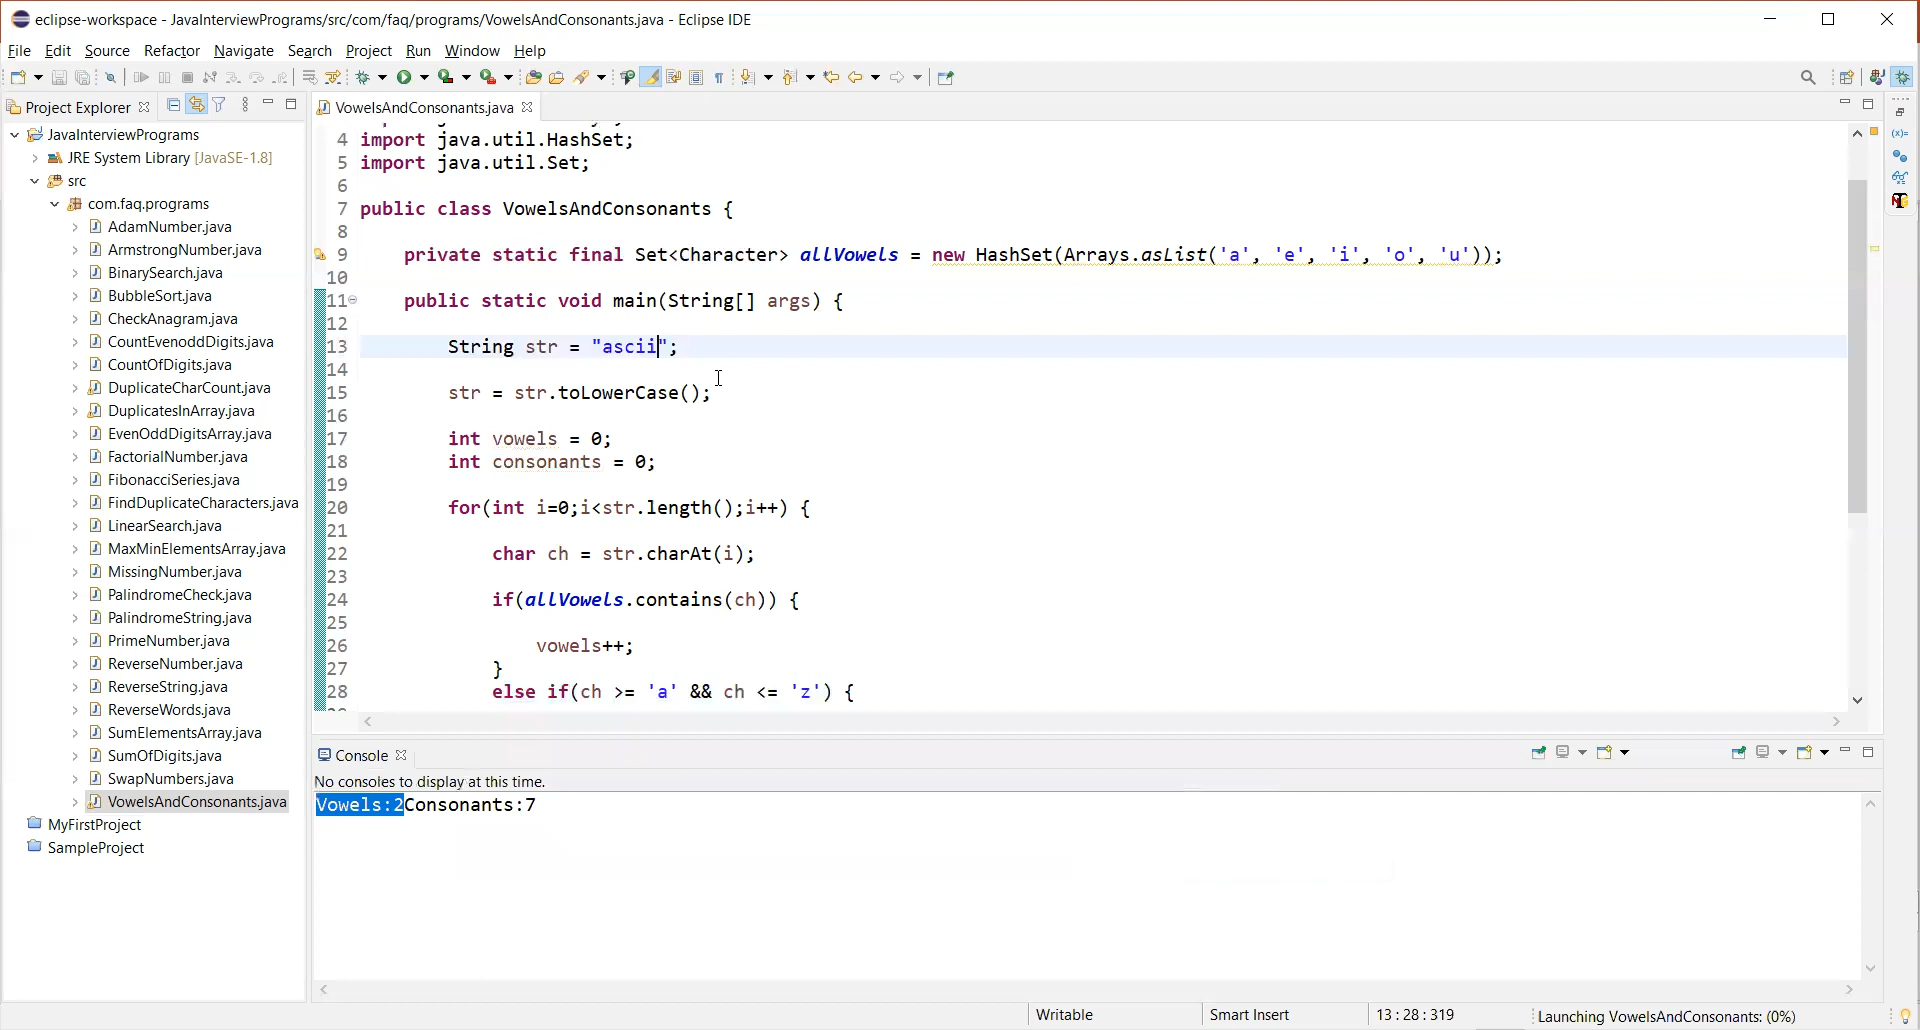 eclipse-workspace - JavaInterviewPrograms/src/com/faq/programs/VowelsAndConsonants.java - Eclipse IDE
File Edit Source Refactor Navigate Search Project Run Window Help
Project Explorer
JavaInterviewPrograms
JRE System Library [JavaSE-1.8]
src
com.faq.programs
AdamNumber.java
ArmstrongNumber.java
BinarySearch.java
BubbleSort.java
CheckAnagram.java
CountEvenoddDigits.java
CountOfDigits.java
DuplicateCharCount.java
DuplicatesInArray.java
EvenOddDigitsArray.java
FactorialNumber.java
FibonacciSeries.java
FindDuplicateCharacters.java
LinearSearch.java
MaxMinElementsArray.java
MissingNumber.java
PalindromeCheck.java
PalindromeString.java
PrimeNumber.java
ReverseNumber.java
ReverseString.java
ReverseWords.java
SumElementsArray.java
SumOfDigits.java
SwapNumbers.java
VowelsAndConsonants.java
MyFirstProject
SampleProject
VowelsAndConsonants.java
4 import java.util.HashSet;
5 import java.util.Set;
6
7 public class VowelsAndConsonants {
8
9 private static final Set<Character> allVowels = new HashSet(Arrays.asList('a', 'e', 'i', 'o', 'u'));
10
11 public static void main(String[] args) {
12
13 String str = "ascii";
14
15 str = str.toLowerCase();
16
17 int vowels = 0;
18 int consonants = 0;
19
20 for(int i=0;i<str.length();i++) {
21
22 char ch = str.charAt(i);
23
24 if(allVowels.contains(ch)) {
25
26 vowels++;
27 }
28 else if(ch >= 'a' && ch <= 'z') {
Console
No consoles to display at this time.
Vowels:2Consonants:7
Writable Smart Insert 13 : 28 : 319 Launching VowelsAndConsonants: (0%)